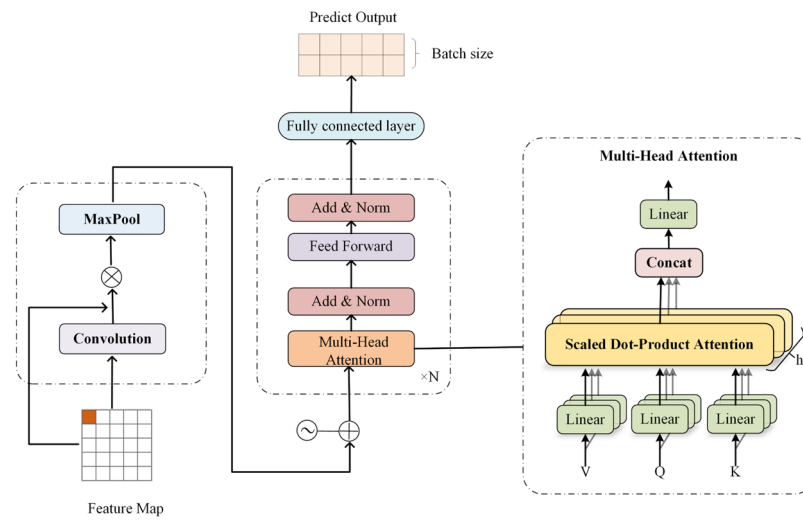 Predict Output
Batch size
Fully connected layer
Multi-Head Attention
MaxPool
Add & Norm
Linear
Feed Forward
Concat
Add & Norm
Convolution
Multi-Head
Attention
Scaled Dot-Product Attention
h
×N
Linear
Linear
Linear
V
Q
K
Feature Map